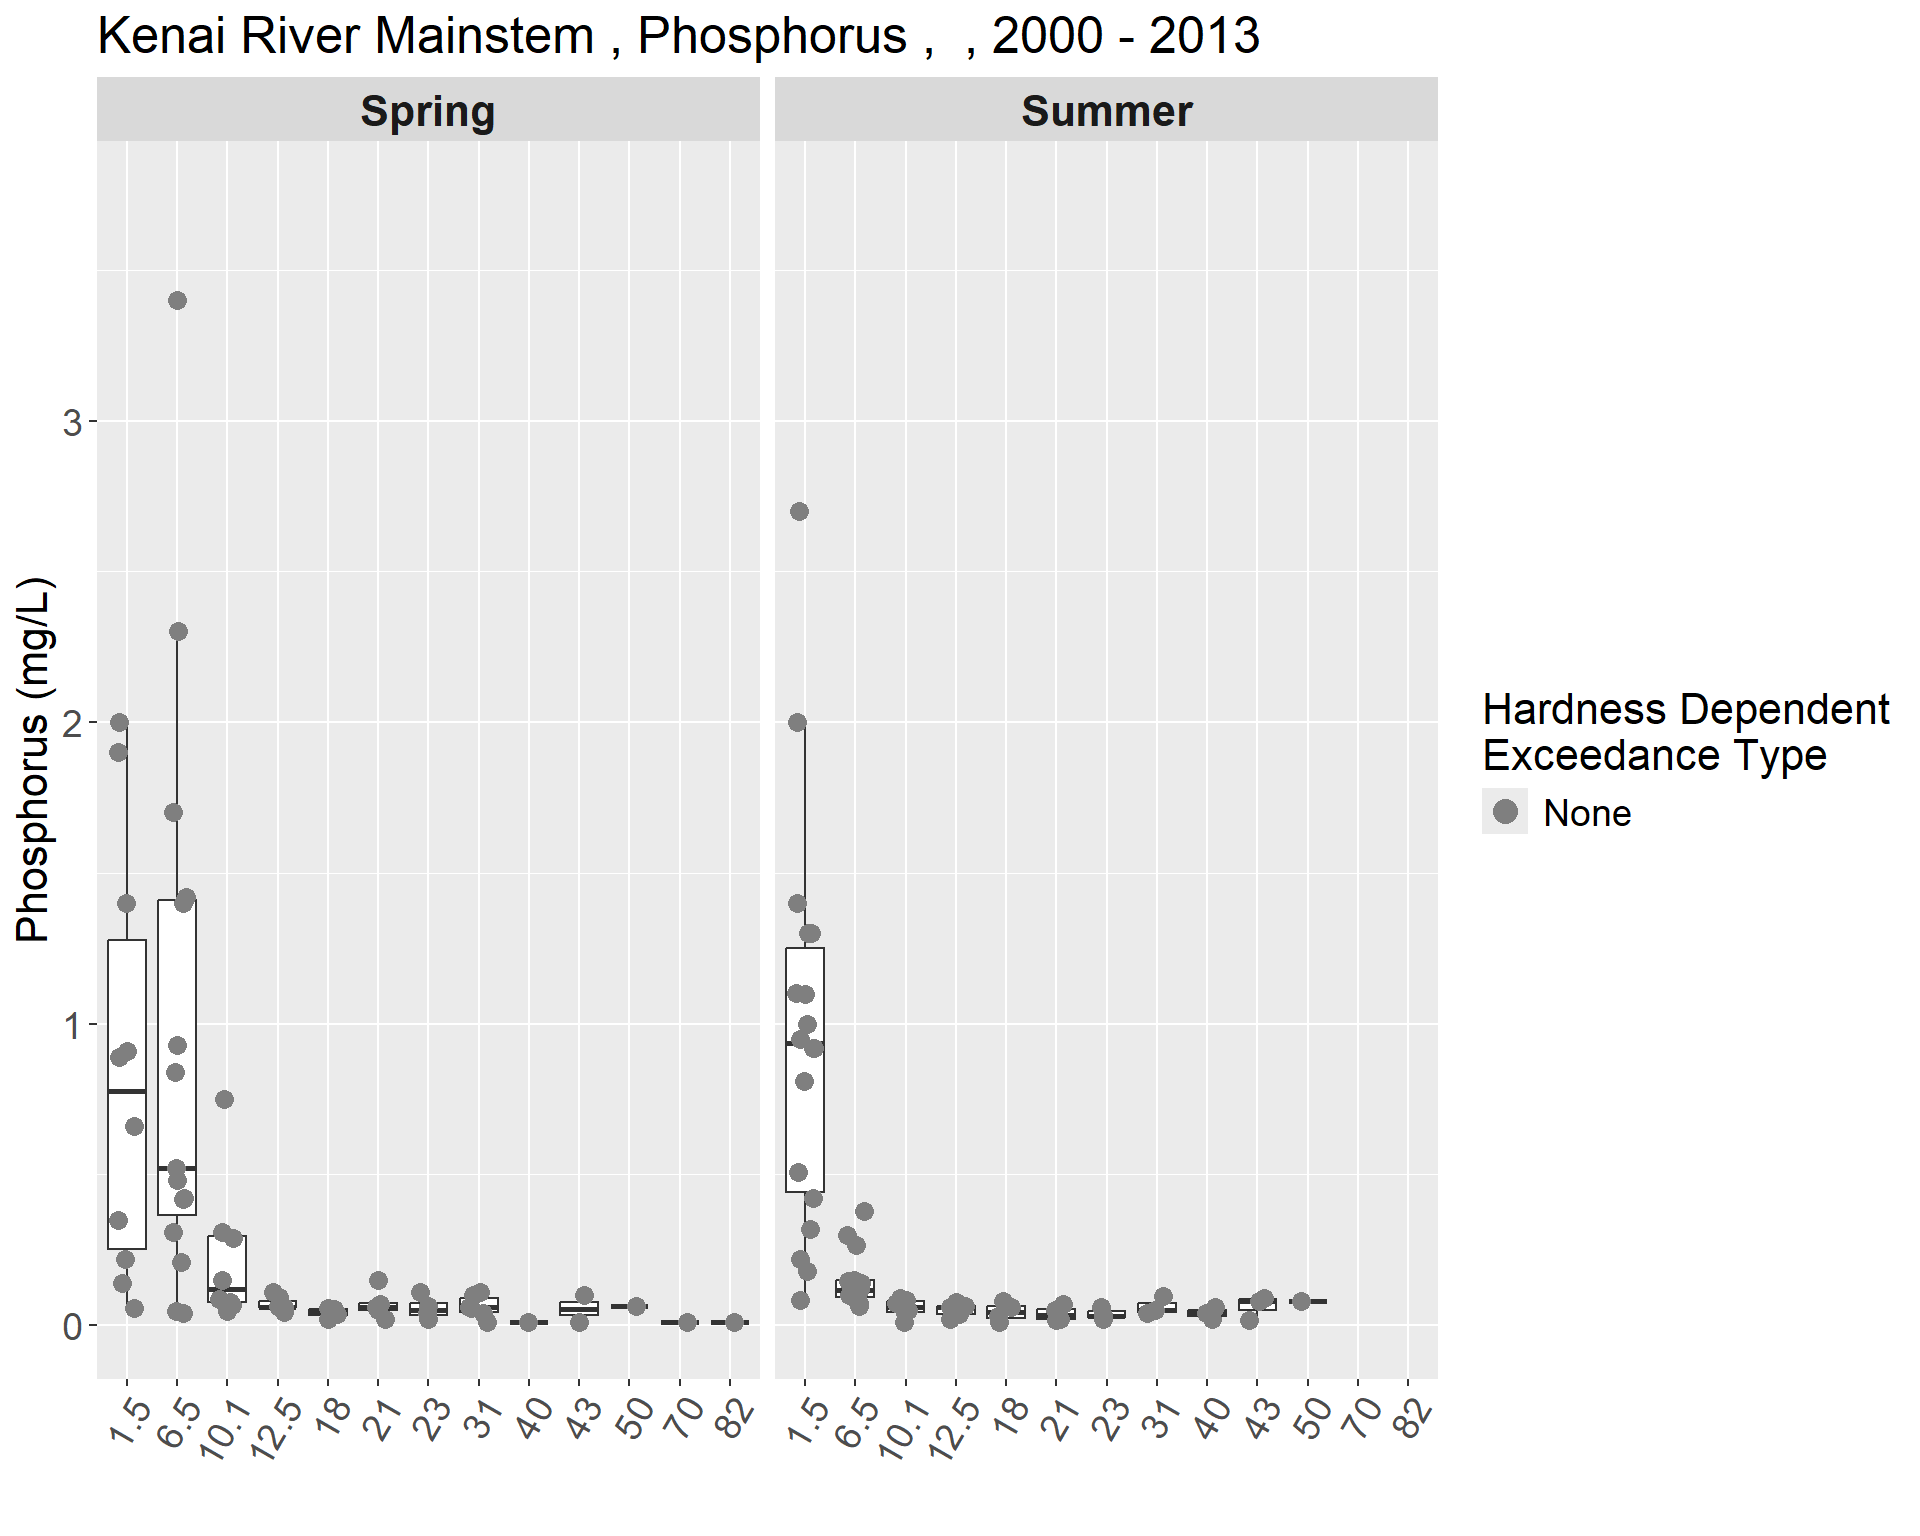 Kenai River Mainstem , Phosphorus ,  , 2000 - 2013
Spring
Summer
Phosphorus (mg/L)
3
2
1
0
1.5 6.5 10.1 12.5 18 21 23 31 40 43 50 70 82
1.5 6.5 10.1 12.5 18 21 23 31 40 43 50 70 82
Hardness Dependent
Exceedance Type
None